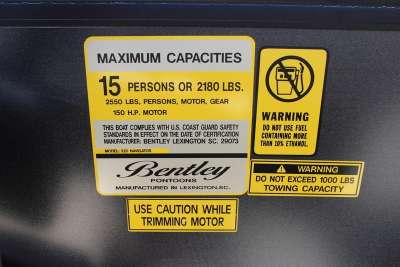 MAXIMUM CAPACITIES
15 PERSONS OR 2180 LBS.
2550 LBS, PERSONS, MOTOR, GEAR
150 H.P. MOTOR
THIS BOAT COMPLIES WITH U.S. COAST GUARD SAFETY
STANDARDS IN EFFECT ON THE DATE OF CERTIFICATION
MANUFACTURER: BENTLEY LEXINGTON SC. 29073
MODEL: NAVIGATOR
Bentley
PONTOONS
MANUFACTURED IN LEXINGTON, SC.
WARNING
DO NOT USE FUEL
CONTAINING MORE
THAN 10% ETHANOL.
WARNING
DO NOT EXCEED 1000 LBS
TOWING CAPACITY
USE CAUTION WHILE
TRIMMING MOTOR